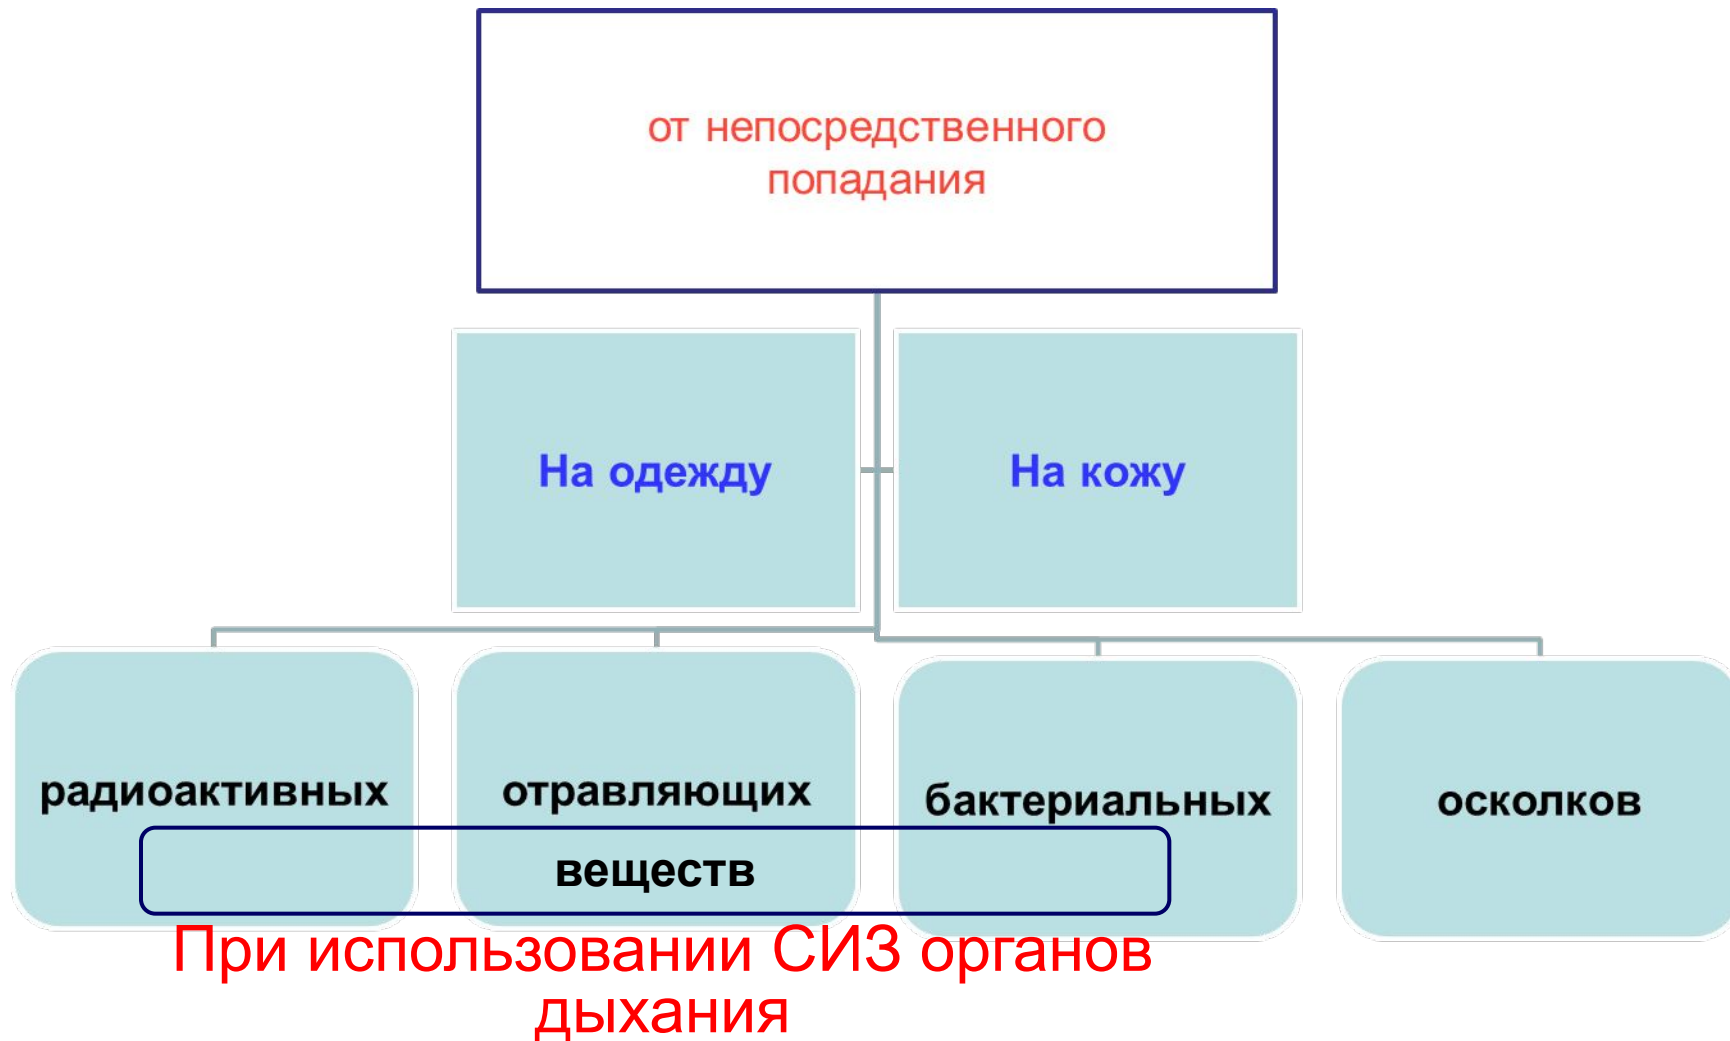 от непосредственного
попадания
На одежду
На кожу
радиоактивных
отравляющих
бактериальных
осколков
веществ
При использовании СИЗ органов
дыхания